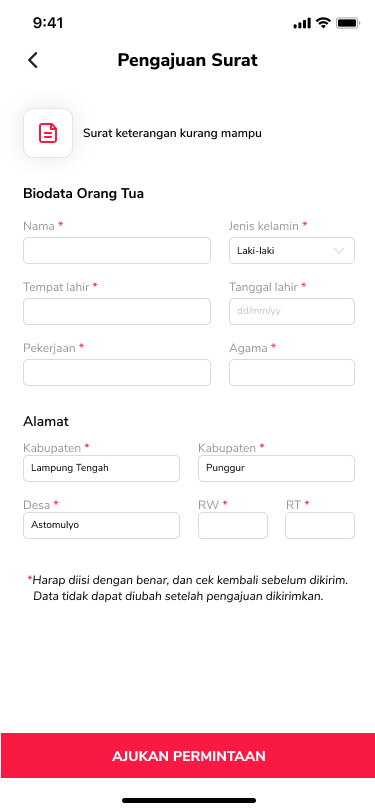 9:41
Pengajuan Surat
Surat keterangan kurang mampu
Biodata Orang Tua
Nama * Jenis kelamin *
Laki-laki
Tempat lahir * Tanggal lahir *
dd/mm/yy
Pekerjaan * Agama *
Alamat
Kabupaten * Kabupaten *
Lampung Tengah Punggur
Desa * RW * RT *
Astomulyo
*Harap diisi dengan benar, dan cek kembali sebelum dikirim.
Data tidak dapat diubah setelah pengajuan dikirimkan.
AJUKAN PERMINTAAN